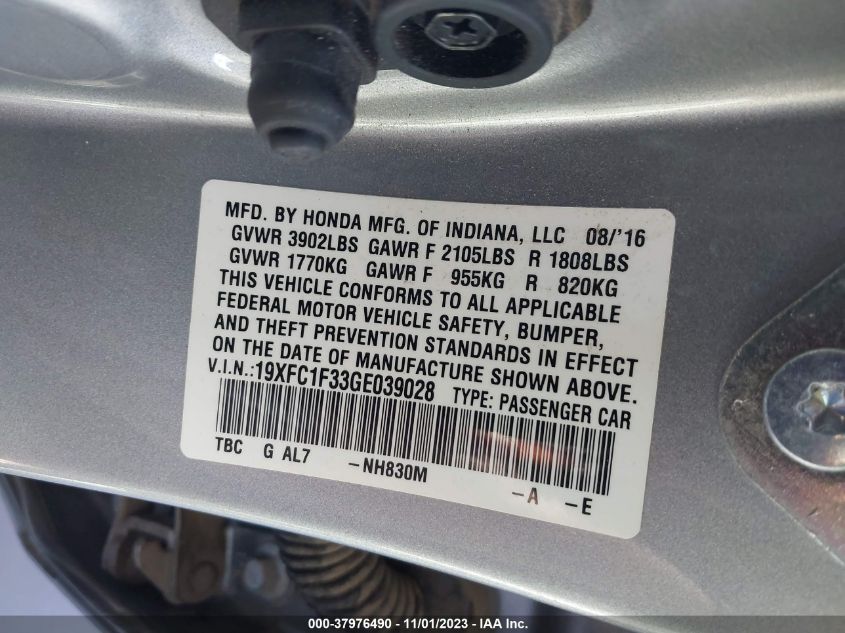 MFD. BY HONDA MFG. OF INDIANA, LLC 08/'16
GVWR 3902LBS GAWR F 2105LBS R 1808LBS
GVWR 1770KG GAWR F 955KG R 820KG
THIS VEHICLE CONFORMS TO ALL APPLICABLE
FEDERAL MOTOR VEHICLE SAFETY, BUMPER,
AND THEFT PREVENTION STANDARDS IN EFFECT
ON THE DATE OF MANUFACTURE SHOWN ABOVE.
V.I.N.:19XFC1F33GE039028 TYPE: PASSENGER CAR
TBC G AL7 -NH830M -A -E
000-37976490 - 11/01/2023 - IAAI Holdings, Inc.